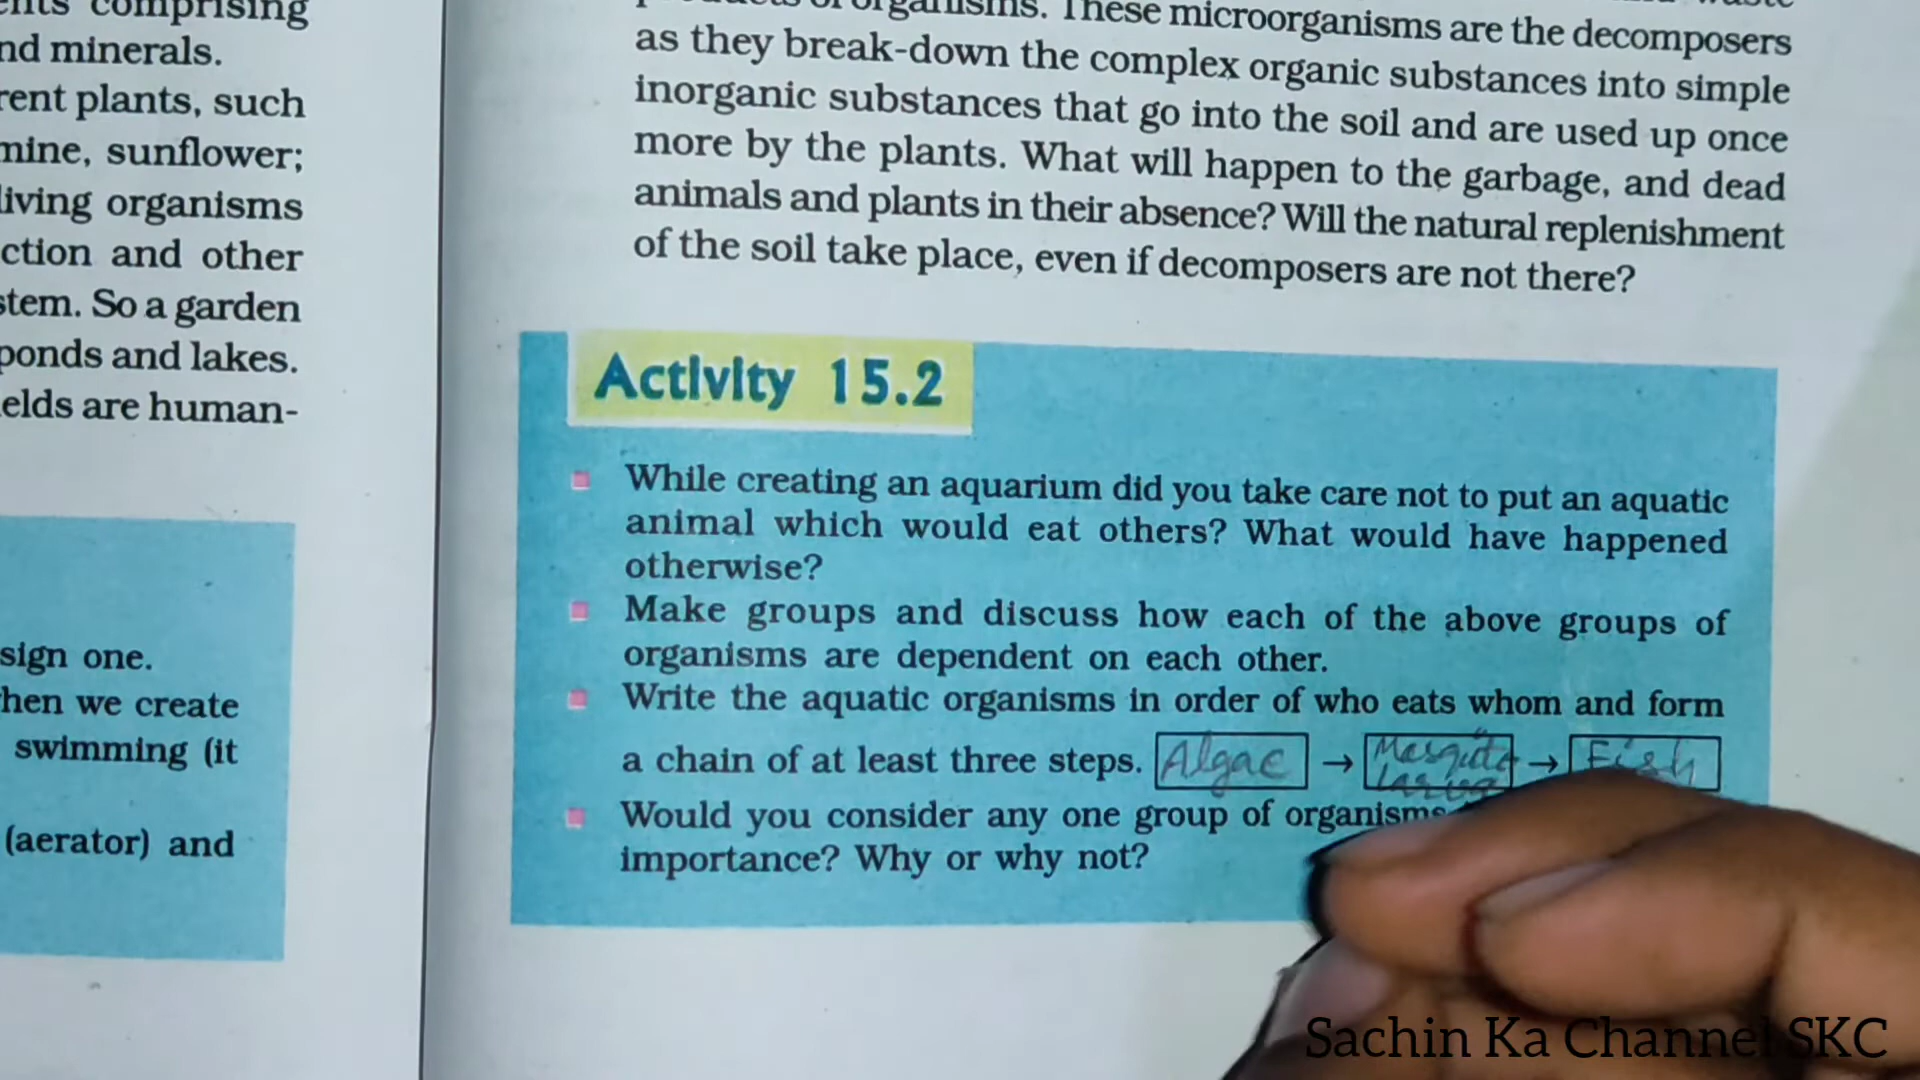 comprising
nd minerals.
rent plants, such
mine, sunflower;
living organisms
ction and other
stem. So a garden
ponds and lakes.
elds are human-
sign one.
hen we create
swimming (it
(aerator) and
organisms. These microorganisms are the decomposers
as they break-down the complex organic substances into simple
inorganic substances that go into the soil and are used up once
more by the plants. What will happen to the garbage, and dead
animals and plants in their absence? Will the natural replenishment
of the soil take place, even if decomposers are not there?
Activity 15.2
While creating an aquarium did you take care not to put an aquatic
animal which would eat others? What would have happened
otherwise?
Make groups and discuss how each of the above groups of
organisms are dependent on each other.
Write the aquatic organisms in order of who eats whom and form
a chain of at least three steps. Algae → → Fish
Would you consider any one group of organisms
importance? Why or why not?
Sachin Ka Channel SKC